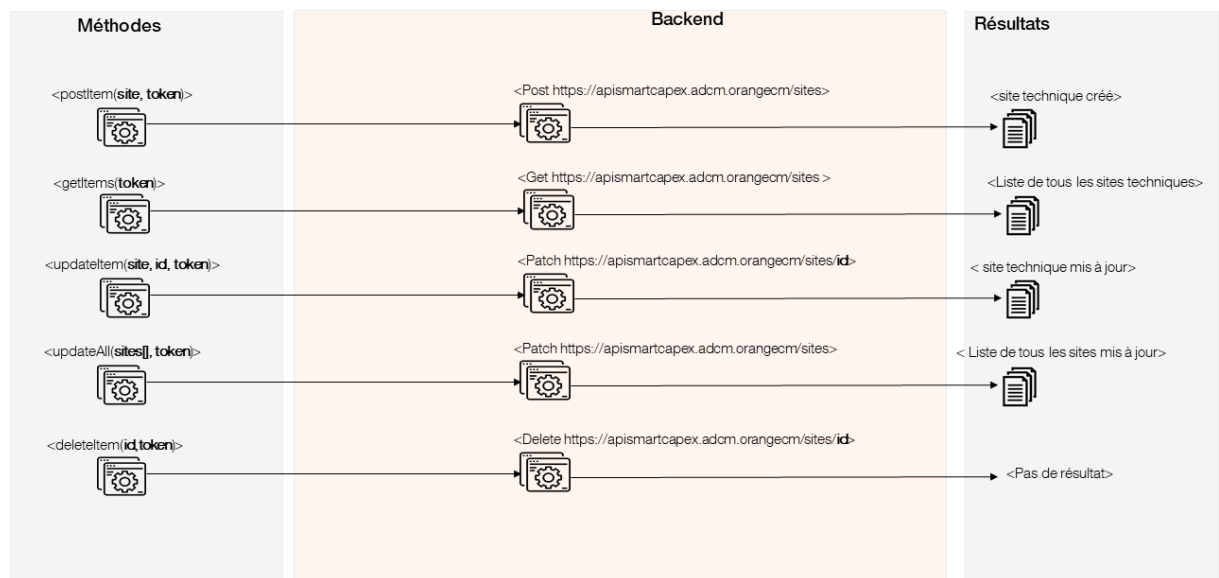 Méthodes
Backend
Résultats
<postItem(site, token)>
<Post https://apismartcapex.adcm.orangecm/sites>
<site technique créé>
<getItems(token)>
<Get https://apismartcapex.adcm.orangecm/sites >
<Liste de tous les sites techniques>
<updateItem(site, id, token)>
<Patch https://apismartcapex.adcm.orangecm/sites/id>
< site technique mis à jour>
<updateAll(sites[], token)>
<Patch https://apismartcapex.adcm.orangecm/sites>
< Liste de tous les sites mis à jour>
<deleteItem(id,token)>
<Delete https://apismartcapex.adcm.orangecm/sites/id>
<Pas de résultat>